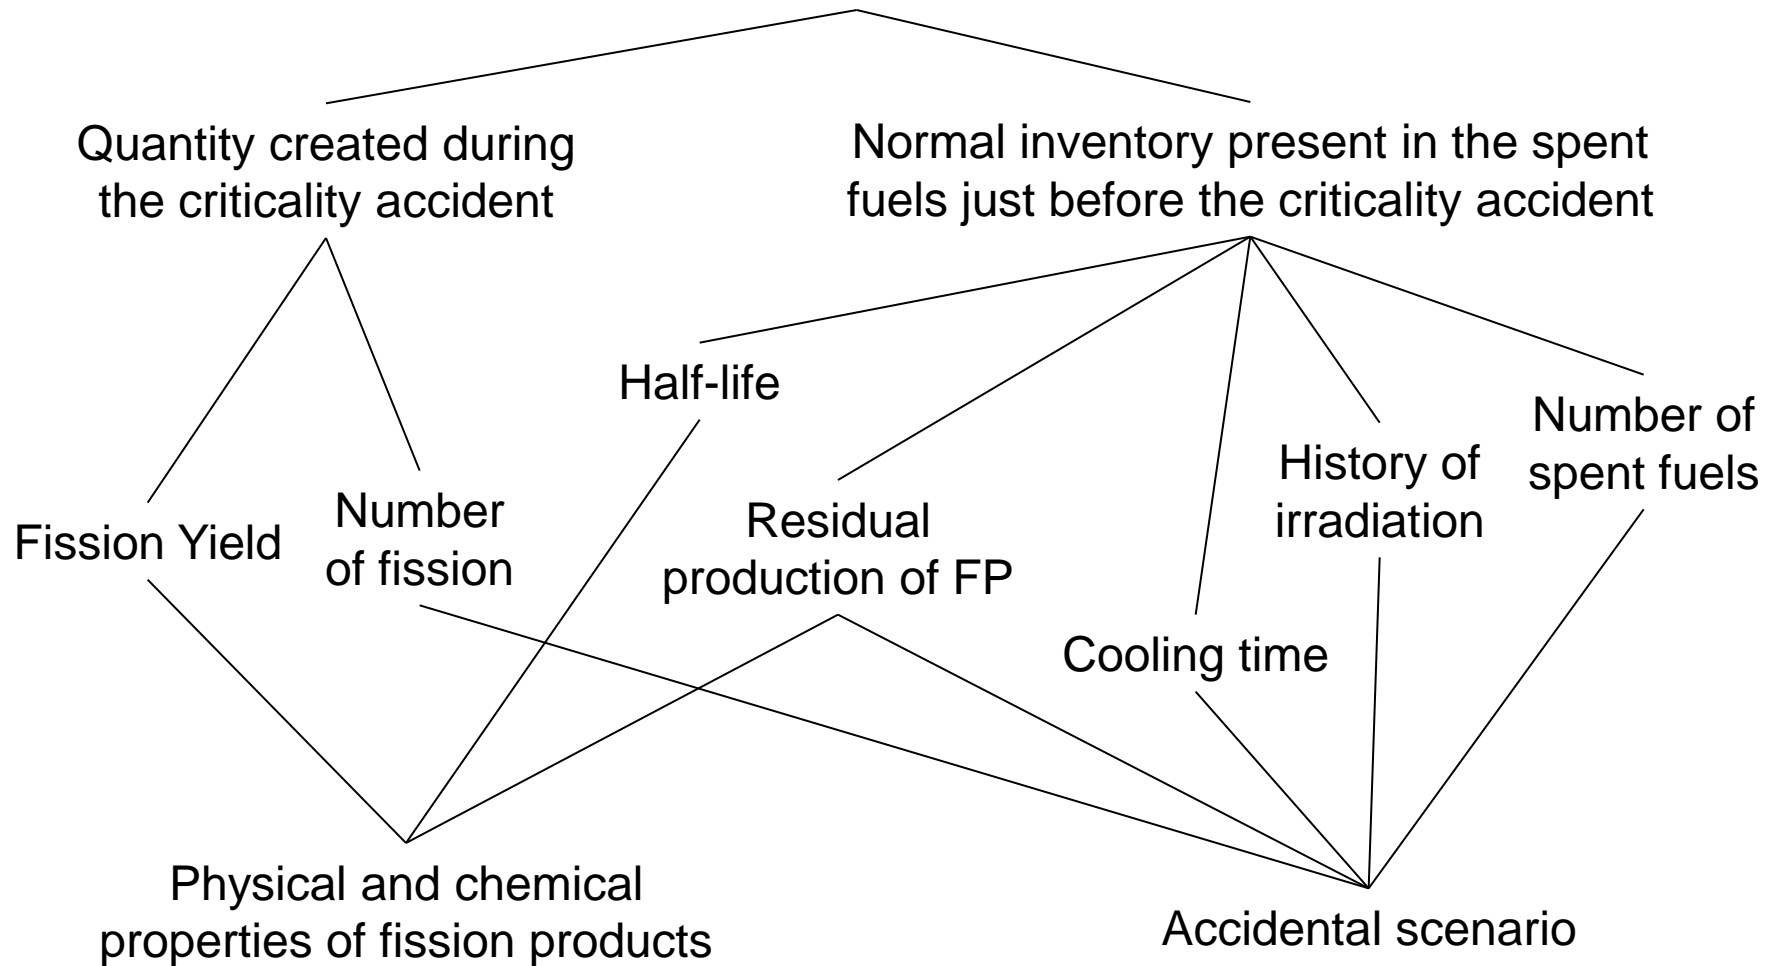 Quantity created during
the criticality accident
Normal inventory present in the spent
fuels just before the criticality accident
Half-life
Number of
spent fuels
History of
irradiation
Fission Yield
Number
of fission
Residual
production of FP
Cooling time
Physical and chemical
properties of fission products
Accidental scenario